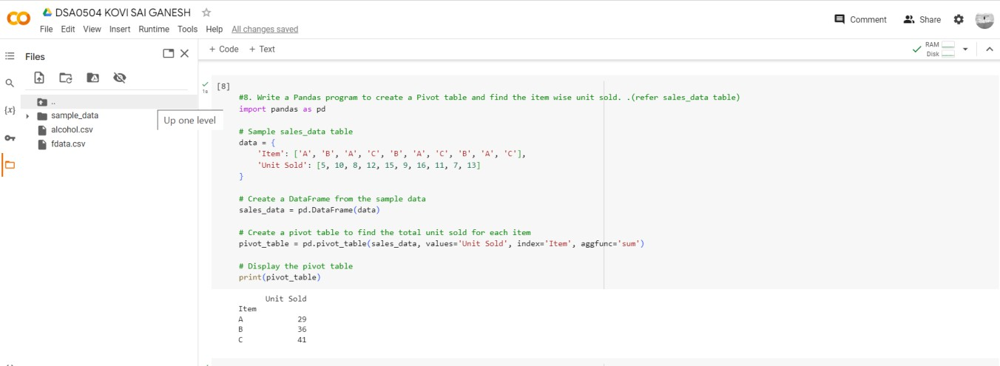 DSA0504 KOVI SAI GANESH
File Edit View Insert Runtime Tools Help All changes saved
Comment Share
Files
+ Code + Text
RAM
Disk
..
sample_data
Up one level
alcohol.csv
fdata.csv
{x}
[8]
1s
#8. Write a Pandas program to create a Pivot table and find the item wise unit sold. .(refer sales_data table)
import pandas as pd
# Sample sales_data table
data = {
'Item': ['A', 'B', 'A', 'C', 'B', 'A', 'C', 'B', 'A', 'C'],
'Unit Sold': [5, 10, 8, 12, 15, 9, 16, 11, 7, 13]
}
# Create a DataFrame from the sample data
sales_data = pd.DataFrame(data)
# Create a pivot table to find the total unit sold for each item
pivot_table = pd.pivot_table(sales_data, values='Unit Sold', index='Item', aggfunc='sum')
# Display the pivot table
print(pivot_table)
Unit Sold
Item
A 29
B 36
C 41